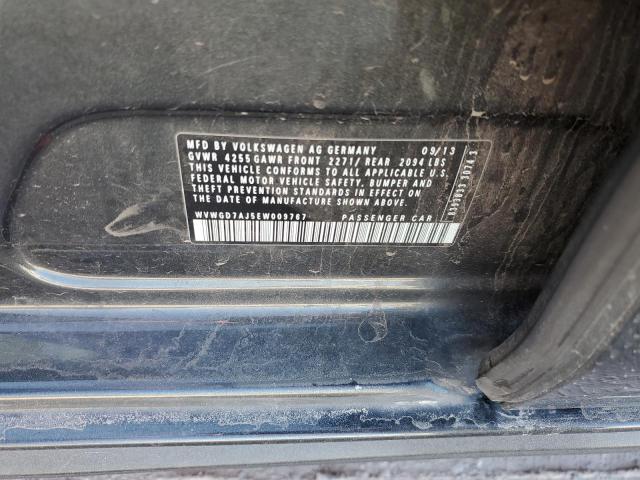 MFD BY VOLKSWAGEN AG GERMANY 09/13
GVWR 4255 GAWR FRONT 2271/ REAR 2094 LBS
THIS VEHICLE CONFORMS TO ALL APPLICABLE U.S.
FEDERAL MOTOR VEHICLE SAFETY, BUMPER AND
THEFT PREVENTION STANDARDS IN EFFECT ON
THE DATE OF MANUFACTURE SHOWN ABOVE
WVWGD7AJ5EW009767 PASSENGER CAR